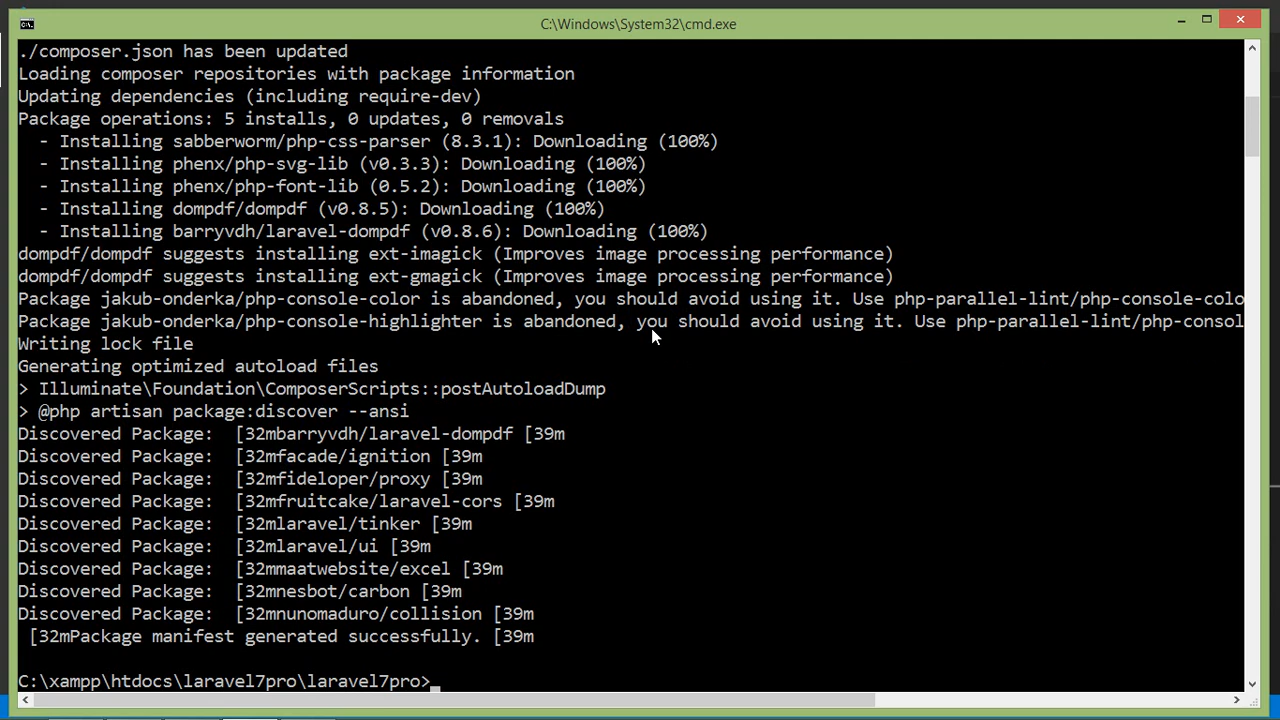 C:\Windows\System32\cmd.exe
./composer.json has been updated
Loading composer repositories with package information
Updating dependencies (including require-dev)
Package operations: 5 installs, 0 updates, 0 removals
- Installing sabberworm/php-css-parser (8.3.1): Downloading (100%)
- Installing phenx/php-svg-lib (v0.3.3): Downloading (100%)
- Installing phenx/php-font-lib (0.5.2): Downloading (100%)
- Installing dompdf/dompdf (v0.8.5): Downloading (100%)
- Installing barryvdh/laravel-dompdf (v0.8.6): Downloading (100%)
dompdf/dompdf suggests installing ext-imagick (Improves image processing performance)
dompdf/dompdf suggests installing ext-gmagick (Improves image processing performance)
Package jakub-onderka/php-console-color is abandoned, you should avoid using it. Use php-parallel-lint/php-console-colo
Package jakub-onderka/php-console-highlighter is abandoned, you should avoid using it. Use php-parallel-lint/php-consol
Writing lock file
Generating optimized autoload files
> Illuminate\Foundation\ComposerScripts::postAutoloadDump
> @php artisan package:discover --ansi
Discovered Package:  [32mbarryvdh/laravel-dompdf [39m
Discovered Package:  [32mfacade/ignition [39m
Discovered Package:  [32mfideloper/proxy [39m
Discovered Package:  [32mfruitcake/laravel-cors [39m
Discovered Package:  [32mlaravel/tinker [39m
Discovered Package:  [32mlaravel/ui [39m
Discovered Package:  [32mmaatwebsite/excel [39m
Discovered Package:  [32mnesbot/carbon [39m
Discovered Package:  [32mnunomaduro/collision [39m
[32mPackage manifest generated successfully. [39m
C:\xampp\htdocs\laravel7pro\laravel7pro>